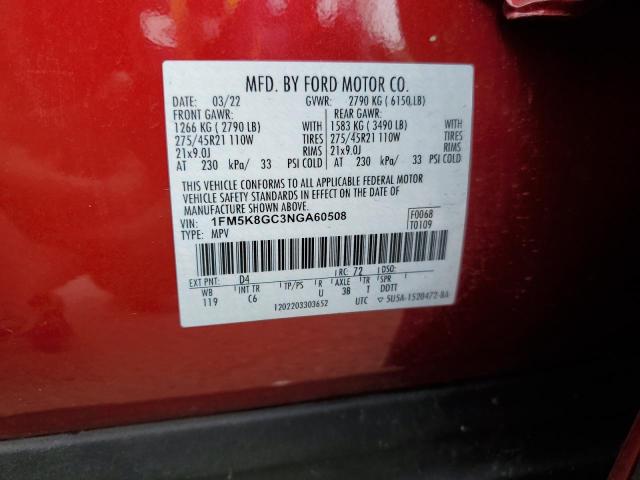 MFD. BY FORD MOTOR CO.
DATE: 03/22 GVWR: 2790 KG ( 6150 LB)
FRONT GAWR: REAR GAWR:
1266 KG ( 2790 LB) WITH 1583 KG ( 3490 LB) WITH
275/45R21 110W TIRES 275/45R21 110W TIRES
21x9.0J RIMS 21x9.0J RIMS
AT 230 kPa/ 33 PSI COLD AT 230 kPa/ 33 PSI COLD
THIS VEHICLE CONFORMS TO ALL APPLICABLE FEDERAL MOTOR
VEHICLE SAFETY STANDARDS IN EFFECT ON THE DATE OF
MANUFACTURE SHOWN ABOVE.
VIN: 1FM5K8GC3NGA60508 F0068
TYPE: MPV T0109
EXT PNT: D4 RC: 72 DSO:
WB INT TR TP/PS R AXLE TR SPR
119 C6 U 3B T DDTT
1202203303652 UTC ▽ 5U5A-1520472-BA